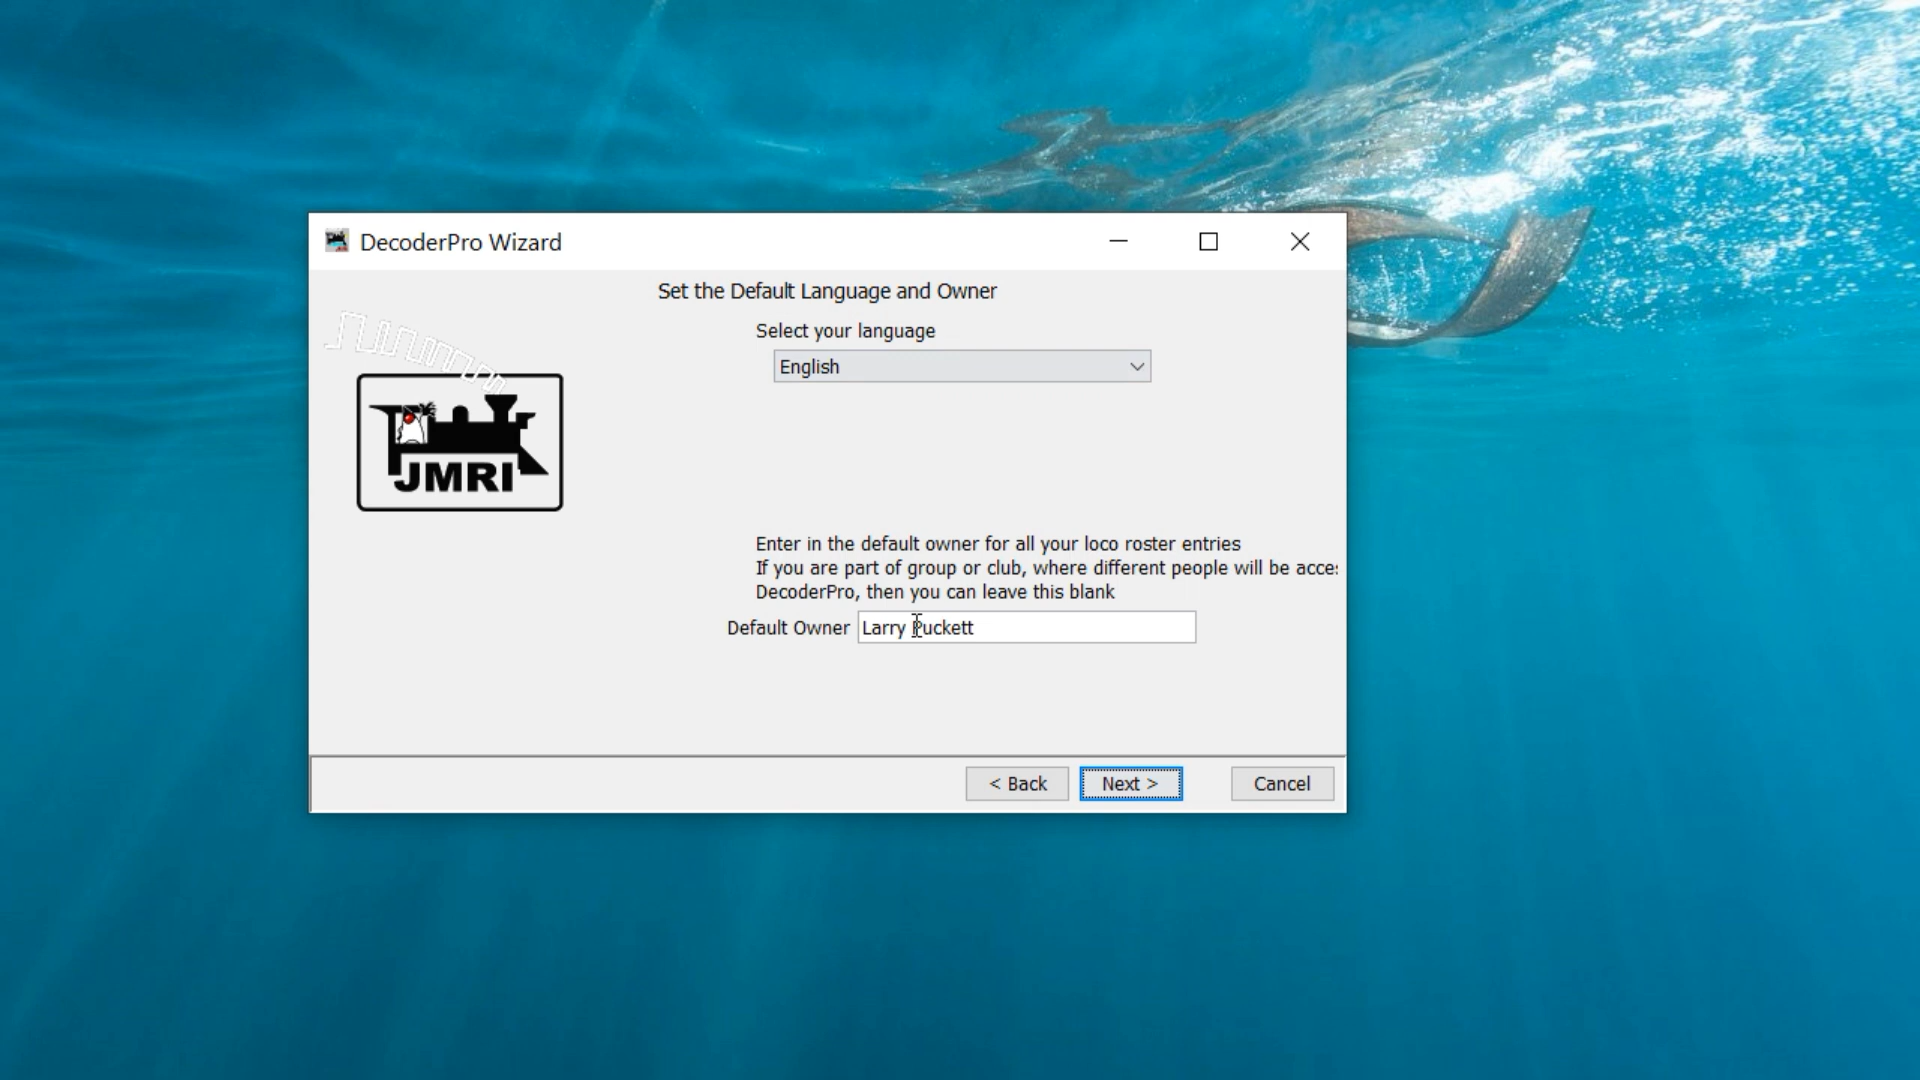 DecoderPro Wizard
Set the Default Language and Owner
Select your language
English
JMRI
Enter in the default owner for all your loco roster entries
If you are part of group or club, where different people will be acce
DecoderPro, then you can leave this blank
Default Owner Larry Puckett
< Back Next > Cancel